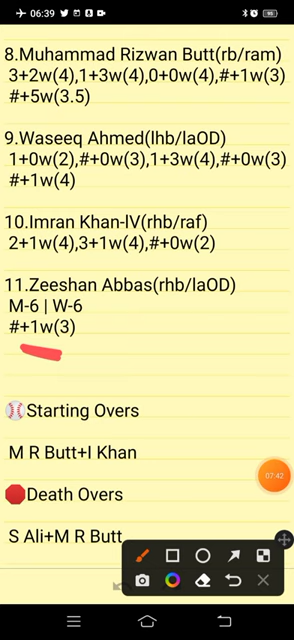 06:39
95
8.Muhammad Rizwan Butt(rb/ram)
3+2w(4),1+3w(4),0+0w(4),#+1w(3)
#+5w(3.5)
9.Waseeq Ahmed(lhb/laOD)
1+0w(2),#+0w(3),1+3w(4),#+0w(3)
#+1w(4)
10.Imran Khan-lV(rhb/raf)
2+1w(4),3+1w(4),#+0w(2)
11.Zeeshan Abbas(rhb/laOD)
M-6 | W-6
#+1w(3)
Starting Overs
M R Butt+I Khan
07:42
Death Overs
S Ali+M R Butt